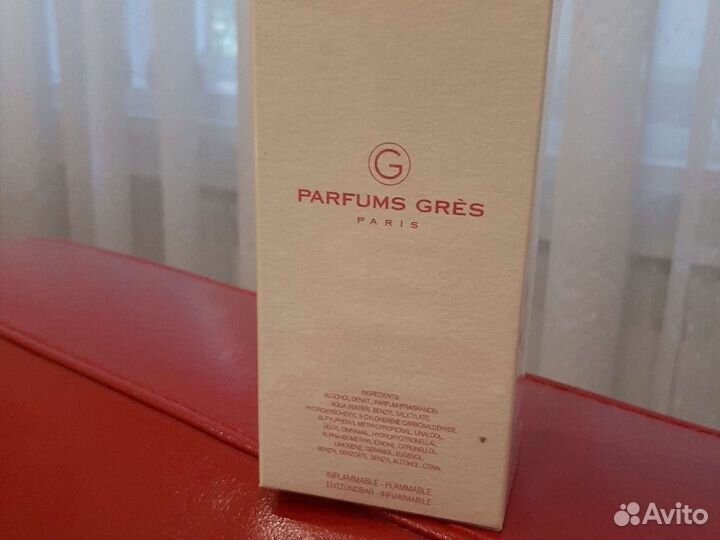 G
PARFUMS GRÈS
PARIS
INGREDIENTS:
ALCOHOL DENAT., PARFUM (FRAGRANCE),
AQUA (WATER), BENZYL SALICYLATE,
HYDROXYISOHEXYL 3-CYLOHEXENE CARBOXALDEHYDE,
BUTYLPHENYL METHYLPROPIONAL, LINALOOL,
HEXYL CINNAMAL, HYDROXYCITRONELLAL,
ALPHA-ISOMETHYL IONONE, CITRONELLOL,
LIMONENE, GERANIOL, EUGENOL,
BENZYL BENZOATE, BENZYL ALCOHOL, CITRAL
INFLAMMABLE - FLAMMABLE
ENTZÜNDBAR - INFIAMMABILE
Avito